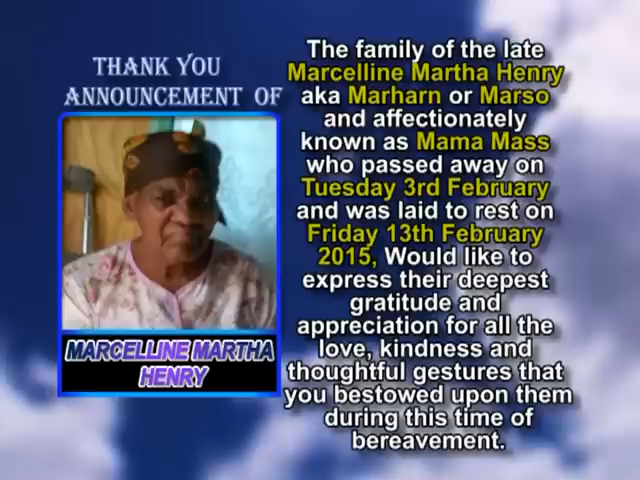 THANK YOU
ANNOUNCEMENT OF
MARCELLINE MARTHA
HENRY
The family of the late
Marcelline Martha Henry
aka Marharn or Marso
and affectionately
known as Mama Mass
who passed away on
Tuesday 3rd February
and was laid to rest on
Friday 13th February
2015, Would like to
express their deepest
gratitude and
appreciation for all the
love, kindness and
thoughtful gestures that
you bestowed upon them
during this time of
bereavement.